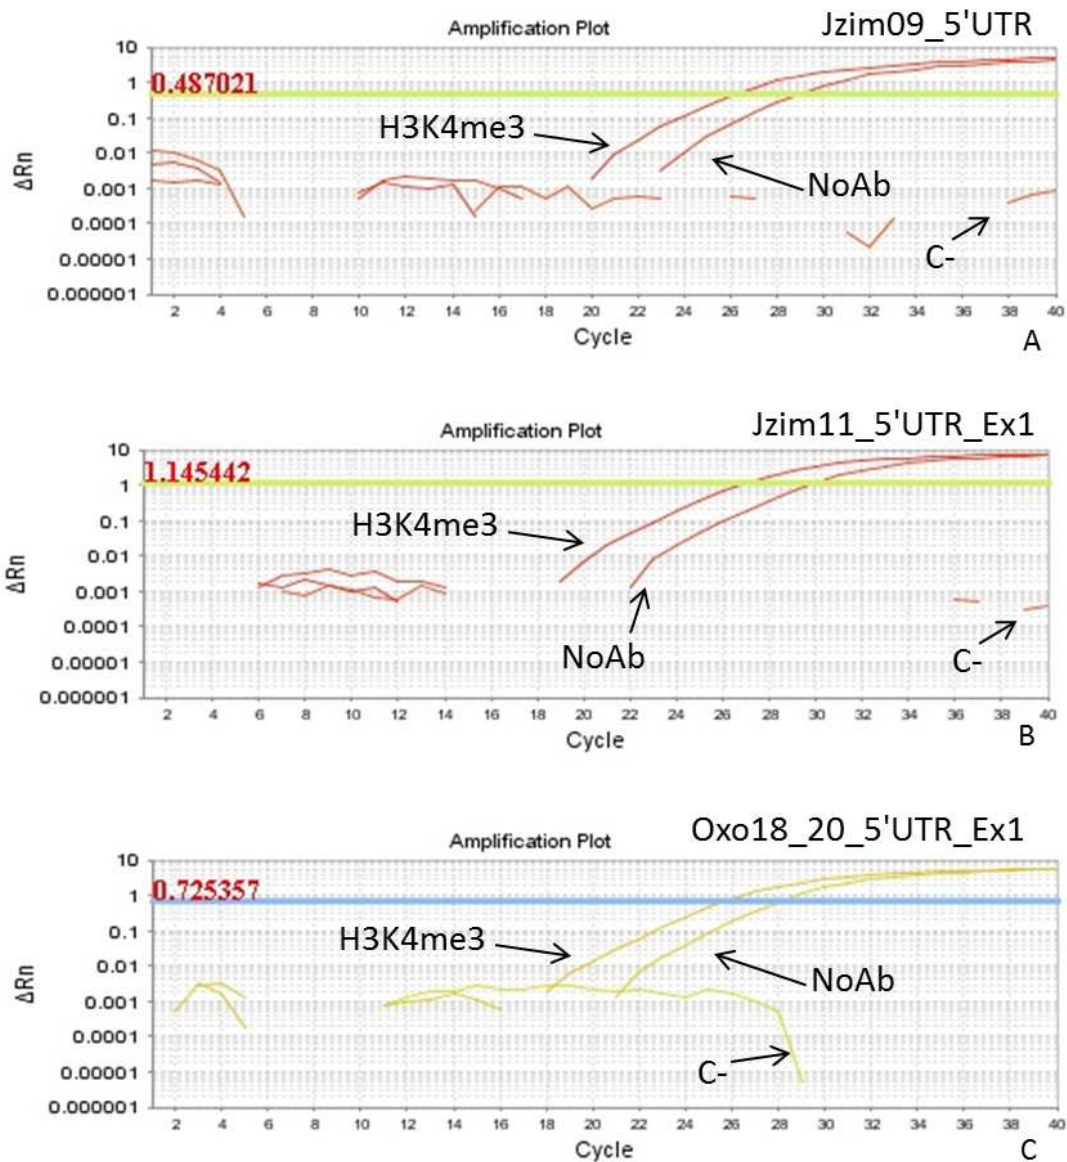 Amplification Plot
Jzim09_5'UTR
10
0.487021
1
0.1
H3K4me3
0.01
ΔRn
0.001
NoAb
0.0001
C-
0.00001
0.000001
2 4 6 8 10 12 14 16 18 20 22 24 26 28 30 32 34 36 38 40
Cycle
A
Amplification Plot
Jzim11_5'UTR_Ex1
10
1.145442
1
0.1
H3K4me3
0.01
ΔRn
0.001
0.0001
NoAb
C-
0.00001
0.000001
2 4 6 8 10 12 14 16 18 20 22 24 26 28 30 32 34 36 38 40
Cycle
B
Amplification Plot
Oxo18_20_5'UTR_Ex1
10
0.725357
1
0.1
H3K4me3
0.01
NoAb
ΔRn
0.001
0.0001
C-
0.00001
0.000001
2 4 6 8 10 12 14 16 18 20 22 24 26 28 30 32 34 36 38 40
Cycle
C